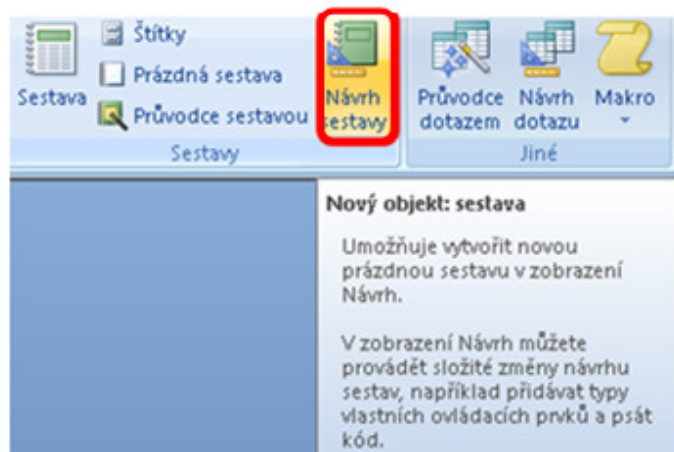 Sestava
Štítky
Prázdná sestava
Průvodce sestavou
Návrh
sestavy
Sestavy
Průvodce
dotazem
Návrh
dotazu
Makro
Jiné
Nový objekt: sestava
Umožňuje vytvořit novou
prázdnou sestavu v zobrazení
Návrh.
V zobrazení Návrh můžete
provádět složité změny návrhu
sestav, například přidávat typy
vlastních ovládacích prvků a psát
kód.